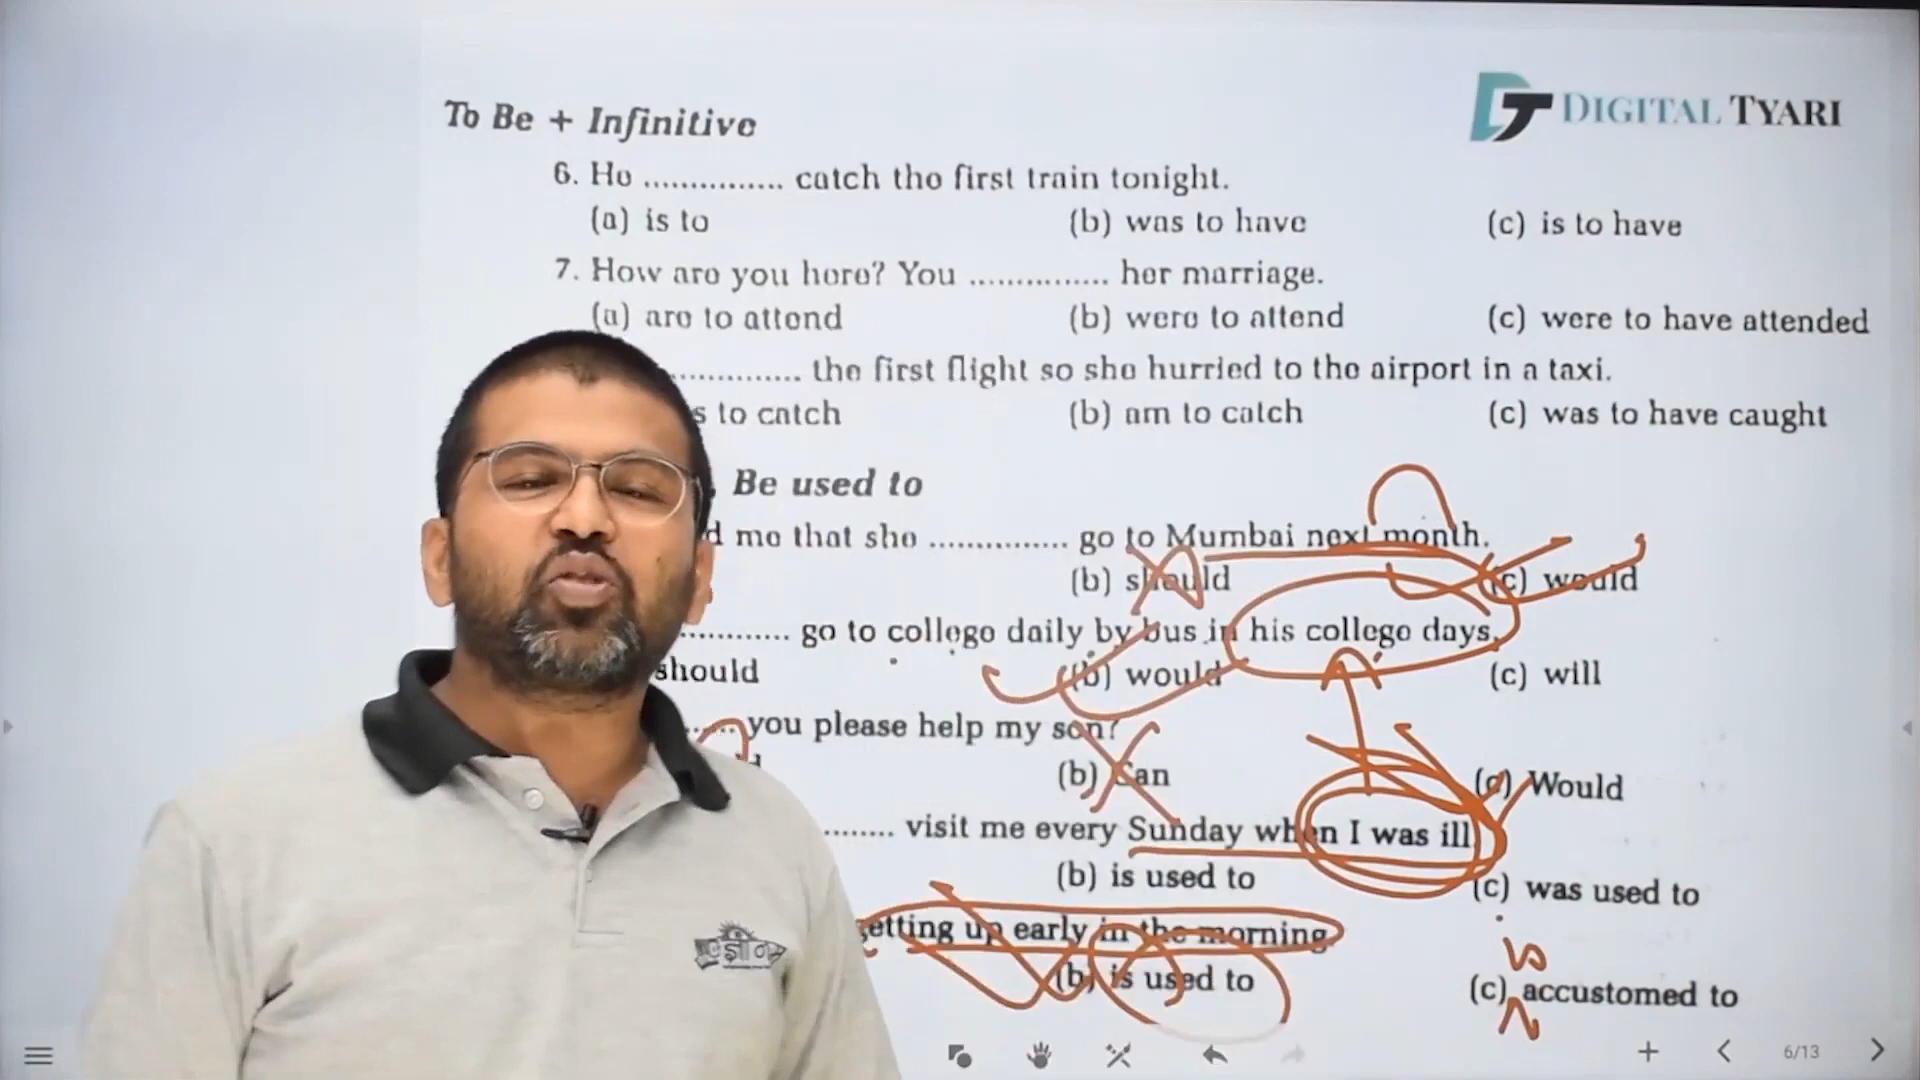 To Be + Infinitive
DIGITAL TYARI
6. He ............... catch the first train tonight.
(a) is to (b) was to have (c) is to have
7. How are you here? You ............... her marriage.
(a) are to attend (b) were to attend (c) were to have attended
............... the first flight so she hurried to the airport in a taxi.
s to catch (b) am to catch (c) was to have caught
, Be used to
d me that she ............... go to Mumbai next month.
(b) should (c) would
............ go to college daily by bus in his college days.
should (b) would (c) will
...... you please help my son?
d (b) Can (c) Would
........ visit me every Sunday when I was ill
(b) is used to (c) was used to
getting up early in the morning.
is
(b) is used to (c) accustomed to
6/13